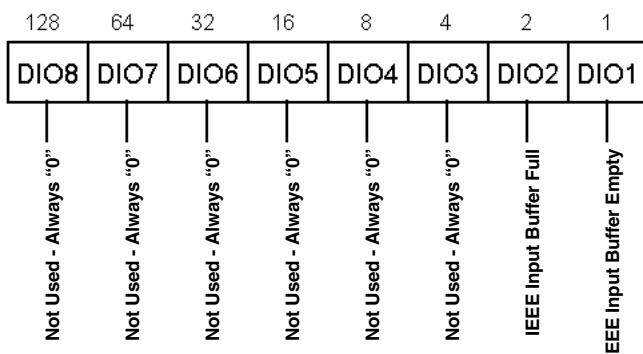 128 64 32 16 8 4 2 1
DIO8 DIO7 DIO6 DIO5 DIO4 DIO3 DIO2 DIO1
Not Used - Always “0”
Not Used - Always “0”
Not Used - Always “0”
Not Used - Always “0”
Not Used - Always “0”
Not Used - Always “0”
IEEE Input Buffer Full
EEE Input Buffer Empty